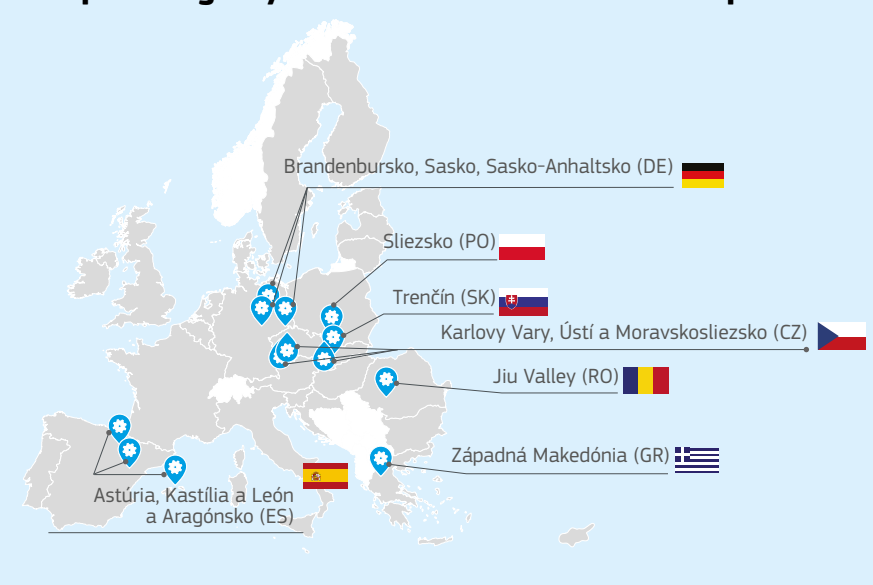 Brandenbursko, Sasko, Sasko-Anhaltsko (DE)
Sliezsko (PO)
Trenčín (SK)
Karlovy Vary, Ústí a Moravskosliezsko (CZ)
Jiu Valley (RO)
Západná Makedónia (GR)
Astúria, Kastília a León
a Aragónsko (ES)